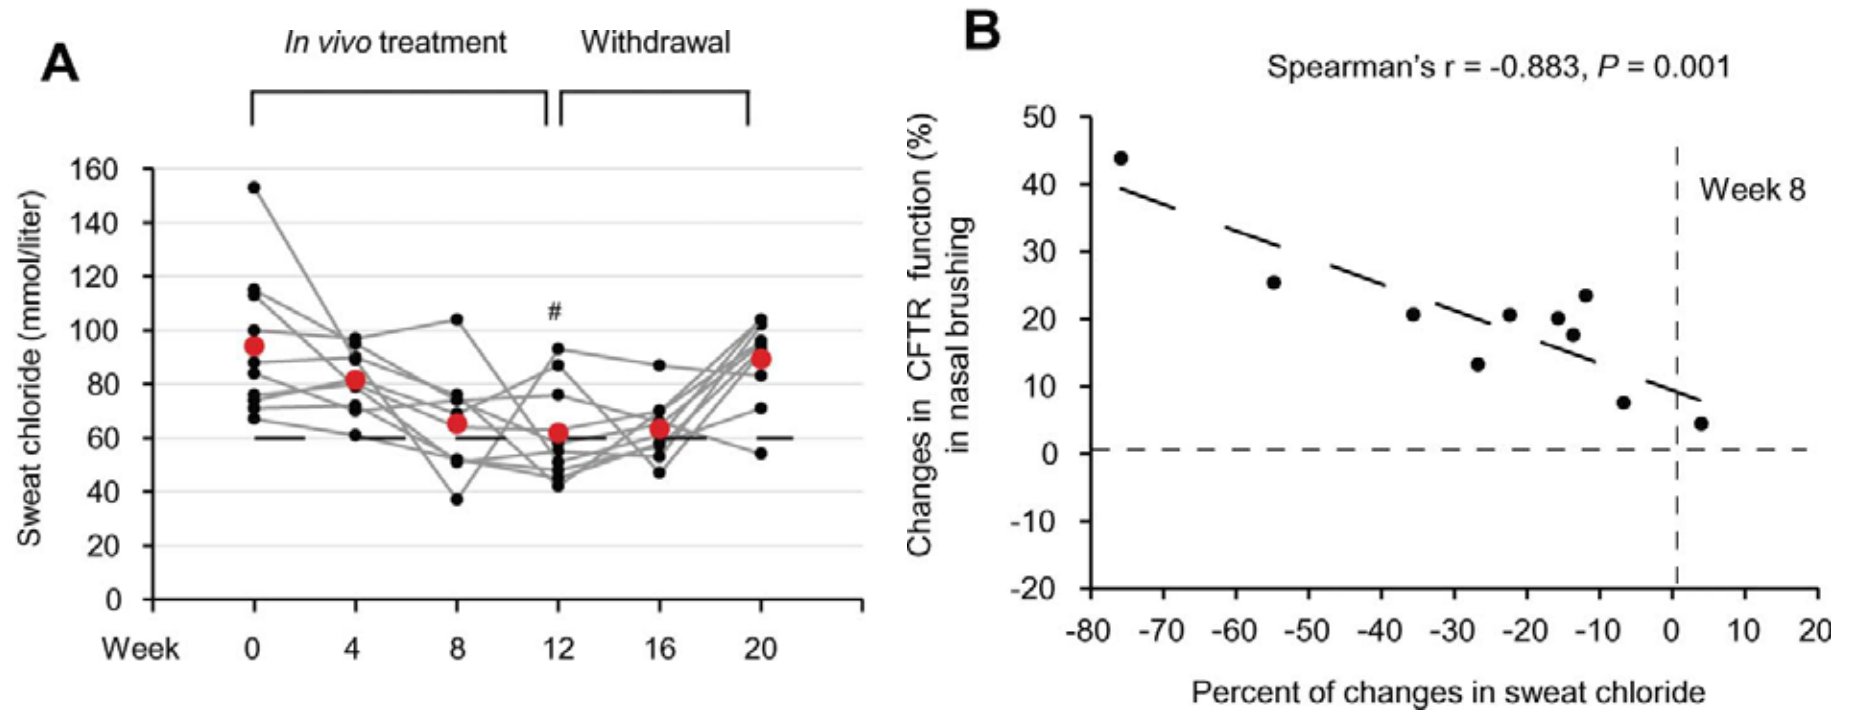 A
In vivo treatment
Withdrawal
Sweat chloride (mmol/liter)
160
140
120
100
80
60
40
20
0
#
Week 0 4 8 12 16 20
B
Spearman's r = -0.883, P = 0.001
Changes in CFTR function (%)
in nasal brushing
50
40
30
20
10
0
-10
-20
Week 8
-80 -70 -60 -50 -40 -30 -20 -10 0 10 20
Percent of changes in sweat chloride